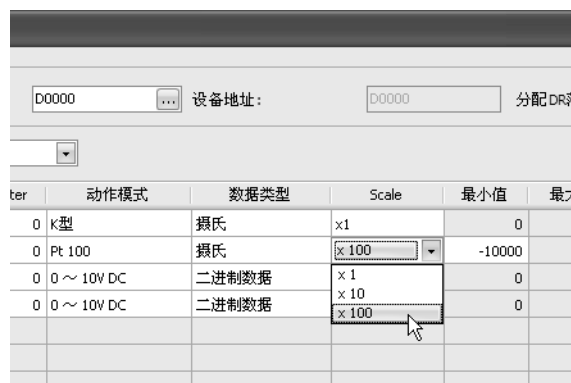 D0000 ... 设备地址: D0000 分配DR
ter 动作模式 数据类型 Scale 最小值
0 K型 摄氏 x1 0
0 Pt 100 摄氏 x 100 -10000
0 0 ~ 10V DC 二进制数据 x 1 0
x 10
0 0 ~ 10V DC 二进制数据 x 100 0